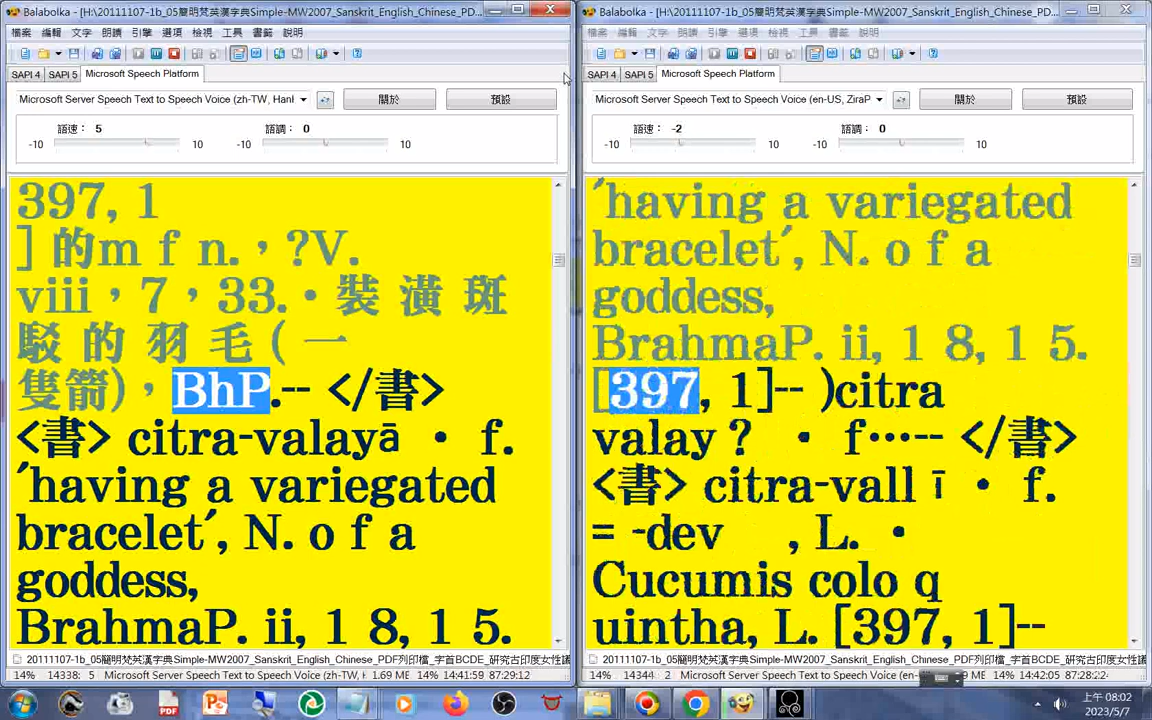 Balabolka - [H:\20111107-1b_05簡明梵英漢字典Simple-MW2007_Sanskrit_English_Chinese_PD...
檔案 編輯 文字 朗讀 引擎 選項 檢視 工具 書籤 說明
SAPI 4 SAPI 5 Microsoft Speech Platform
Microsoft Server Speech Text to Speech Voice (zh-TW, Hanl 關於 預設
語速： 5 語調： 0
-10 10 -10 10
397, 1
] 的m f n.，?V.
viii，7，33.•裝 潢 斑
駁 的 羽 毛 ( 一
隻箭)，BhP.-- </書>
<書> citra-valayā • f.
´having a variegated
bracelet´, N. o f a
goddess,
BrahmaP. ii, 1 8, 1 5.
20111107-1b_05簡明梵英漢字典Simple-MW2007_Sanskrit_English_Chinese_PDF列印檔_字首BCDE_研究古印度女性議
14% 14338: 5 Microsoft Server Speech Text to Speech Voice (zh-TW, H 1.69 ME 14% 14:41:59 87:29:12
Balabolka - [H:\20111107-1b_05簡明梵英漢字典Simple-MW2007_Sanskrit_English_Chinese_PD...
檔案 編輯 文字 朗讀 引擎 選項 檢視 工具 書籤 說明
SAPI 4 SAPI 5 Microsoft Speech Platform
Microsoft Server Speech Text to Speech Voice (en-US, ZiraP 關於 預設
語速： -2 語調： 0
-10 10 -10 10
´having a variegated
bracelet´, N. o f a
goddess,
BrahmaP. ii, 1 8, 1 5.
[397, 1]-- )citra
valay？ • f…-- </書>
<書> citra-vall ī • f.
= -dev , L. •
Cucumis colo q
uintha, L. [397, 1]--
20111107-1b_05簡明梵英漢字典Simple-MW2007_Sanskrit_English_Chinese_PDF列印檔_字首BCDE_研究古印度女性
14% 14344 2 Microsoft Server Speech Text to Speech Voice (en-US, Z ME 14% 14:42:05 87:28:22
上午 08:02
2023/5/7